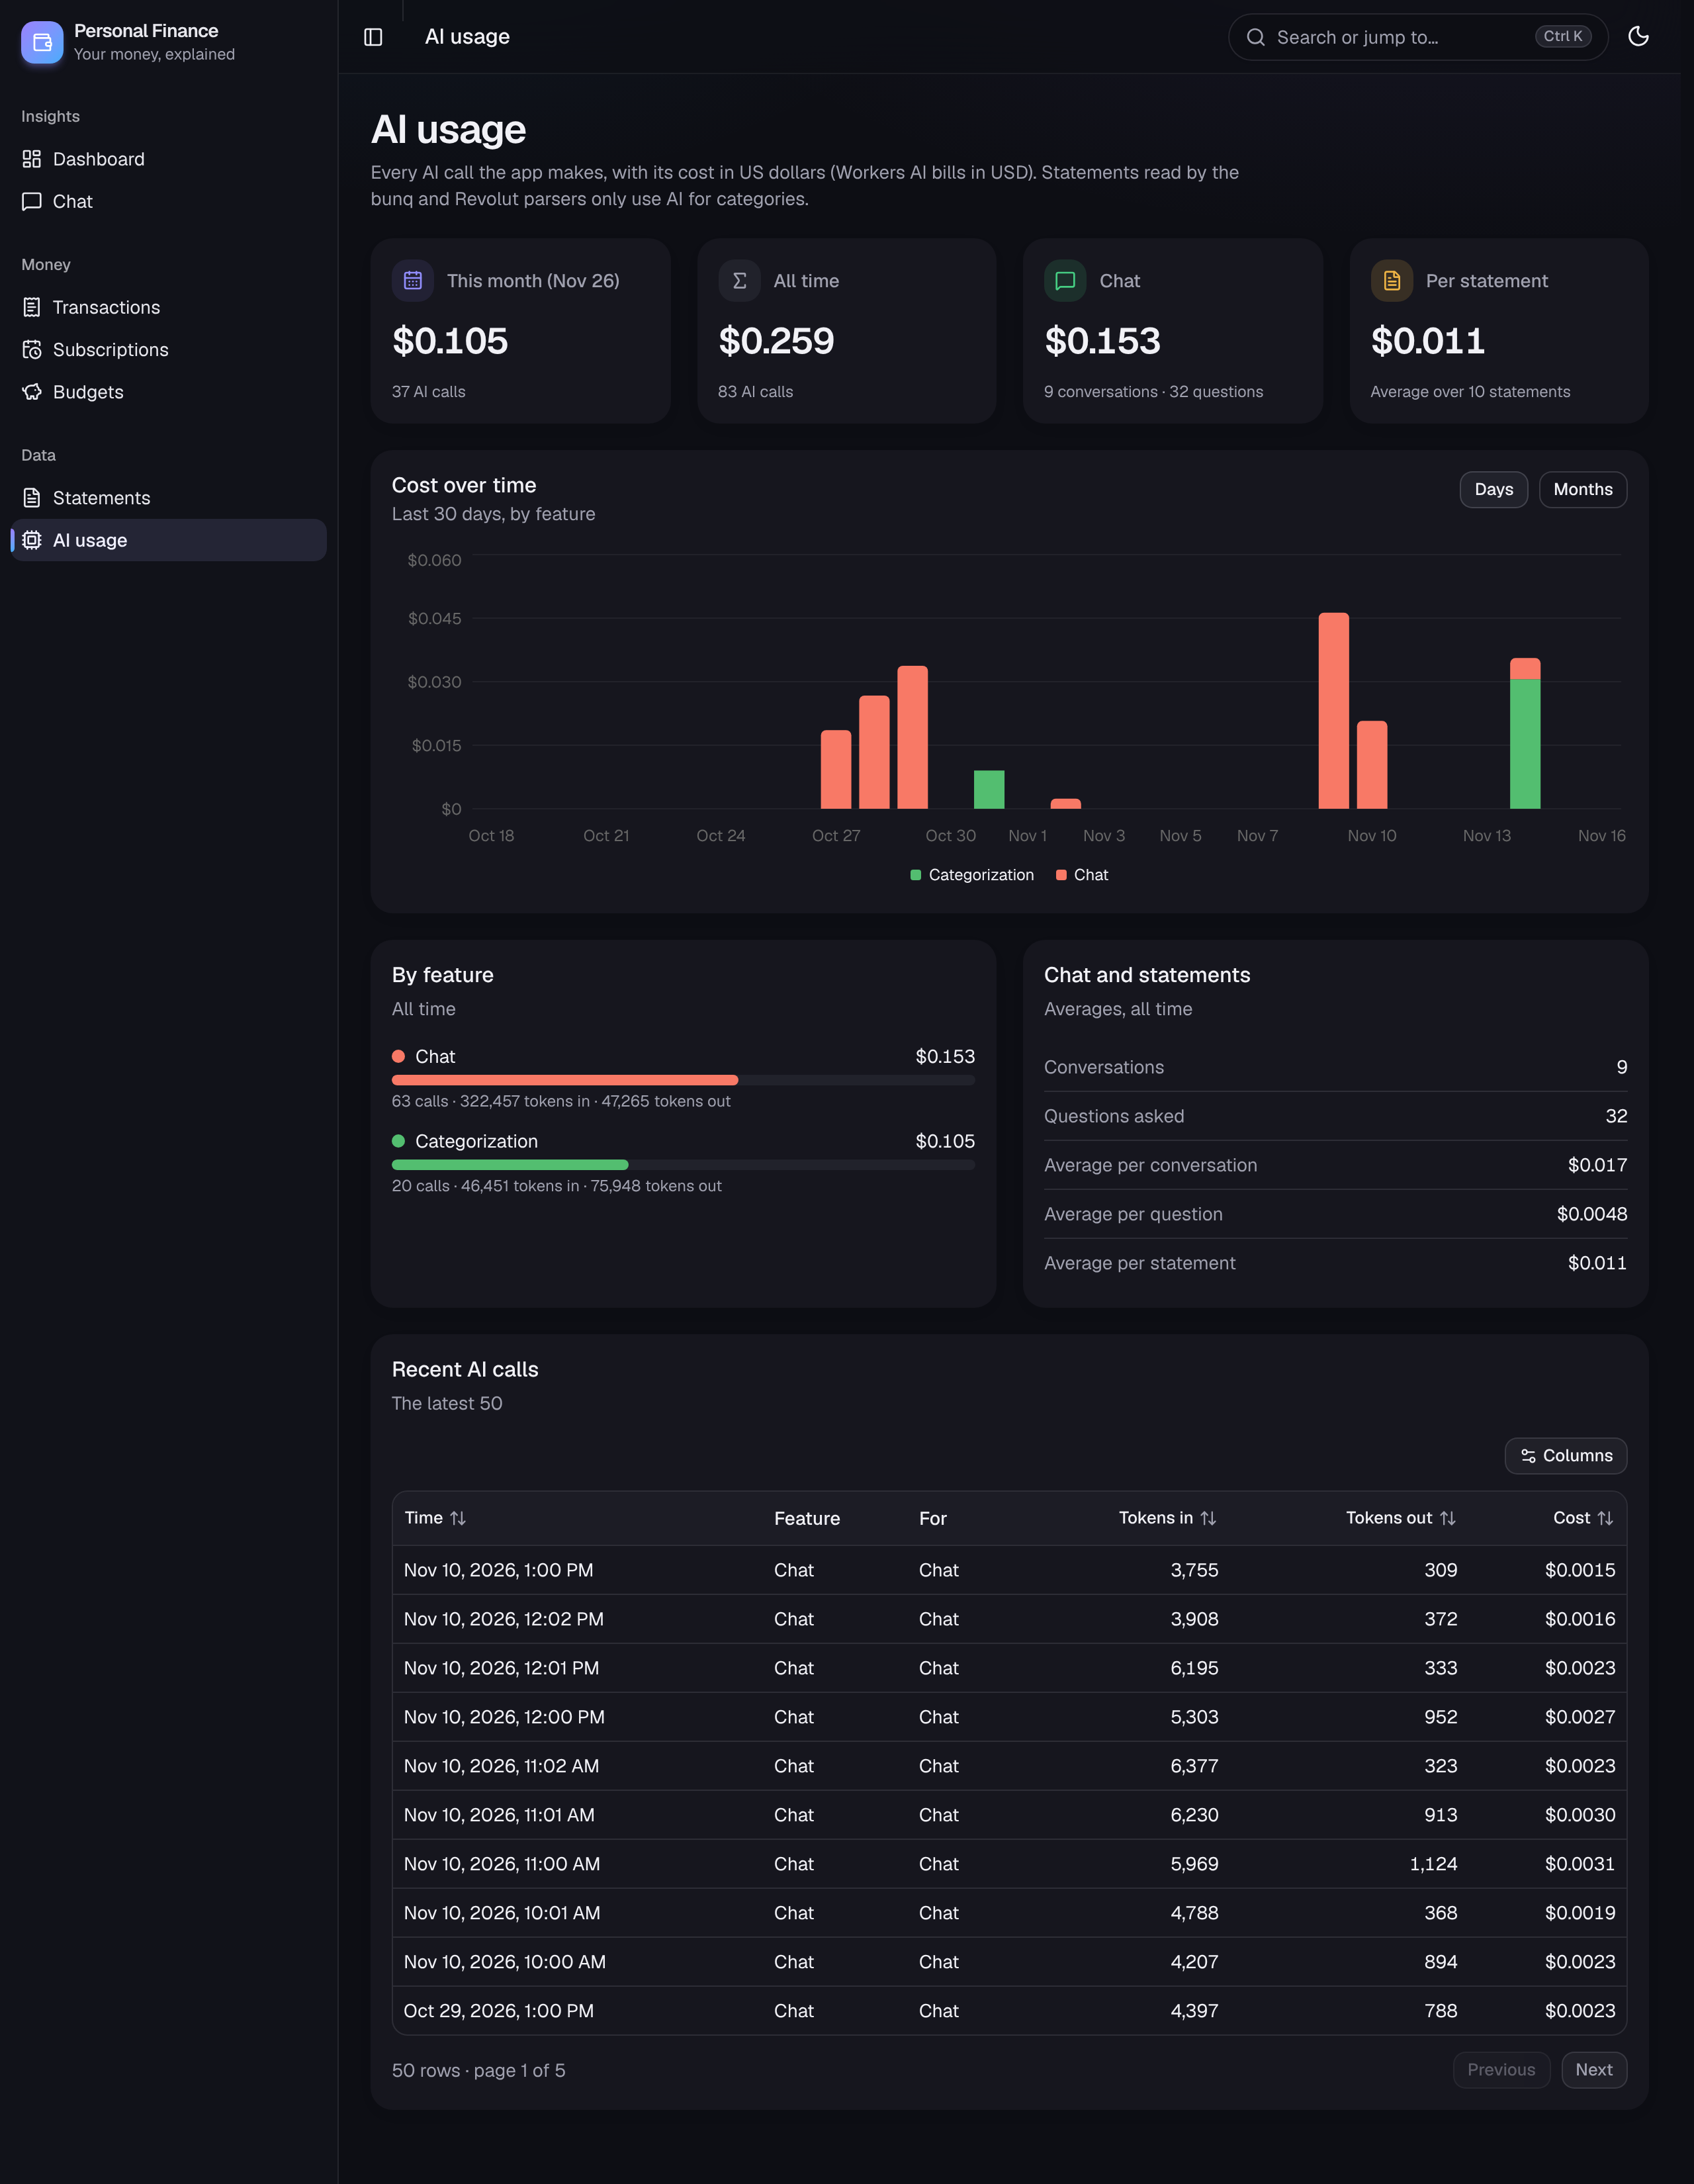 Personal Finance
Your money, explained
Insights
Dashboard
Chat
Money
Transactions
Subscriptions
Budgets
Data
Statements
AI usage
AI usage
Search or jump to...
Ctrl K
AI usage
Every AI call the app makes, with its cost in US dollars (Workers AI bills in USD). Statements read by the
bunq and Revolut parsers only use AI for categories.
This month (Nov 26)
$0.105
37 AI calls
All time
$0.259
83 AI calls
Chat
$0.153
9 conversations · 32 questions
Per statement
$0.011
Average over 10 statements
Cost over time
Last 30 days, by feature
Days
Months
$0.060
$0.045
$0.030
$0.015
$0
Oct 18 Oct 21 Oct 24 Oct 27 Oct 30 Nov 1 Nov 3 Nov 5 Nov 7 Nov 10 Nov 13 Nov 16
Categorization Chat
By feature
All time
Chat $0.153
63 calls · 322,457 tokens in · 47,265 tokens out
Categorization $0.105
20 calls · 46,451 tokens in · 75,948 tokens out
Chat and statements
Averages, all time
Conversations 9
Questions asked 32
Average per conversation $0.017
Average per question $0.0048
Average per statement $0.011
Recent AI calls
The latest 50
Columns
Time Feature For Tokens in Tokens out Cost
Nov 10, 2026, 1:00 PM Chat Chat 3,755 309 $0.0015
Nov 10, 2026, 12:02 PM Chat Chat 3,908 372 $0.0016
Nov 10, 2026, 12:01 PM Chat Chat 6,195 333 $0.0023
Nov 10, 2026, 12:00 PM Chat Chat 5,303 952 $0.0027
Nov 10, 2026, 11:02 AM Chat Chat 6,377 323 $0.0023
Nov 10, 2026, 11:01 AM Chat Chat 6,230 913 $0.0030
Nov 10, 2026, 11:00 AM Chat Chat 5,969 1,124 $0.0031
Nov 10, 2026, 10:01 AM Chat Chat 4,788 368 $0.0019
Nov 10, 2026, 10:00 AM Chat Chat 4,207 894 $0.0023
Oct 29, 2026, 1:00 PM Chat Chat 4,397 788 $0.0023
50 rows · page 1 of 5
Previous
Next